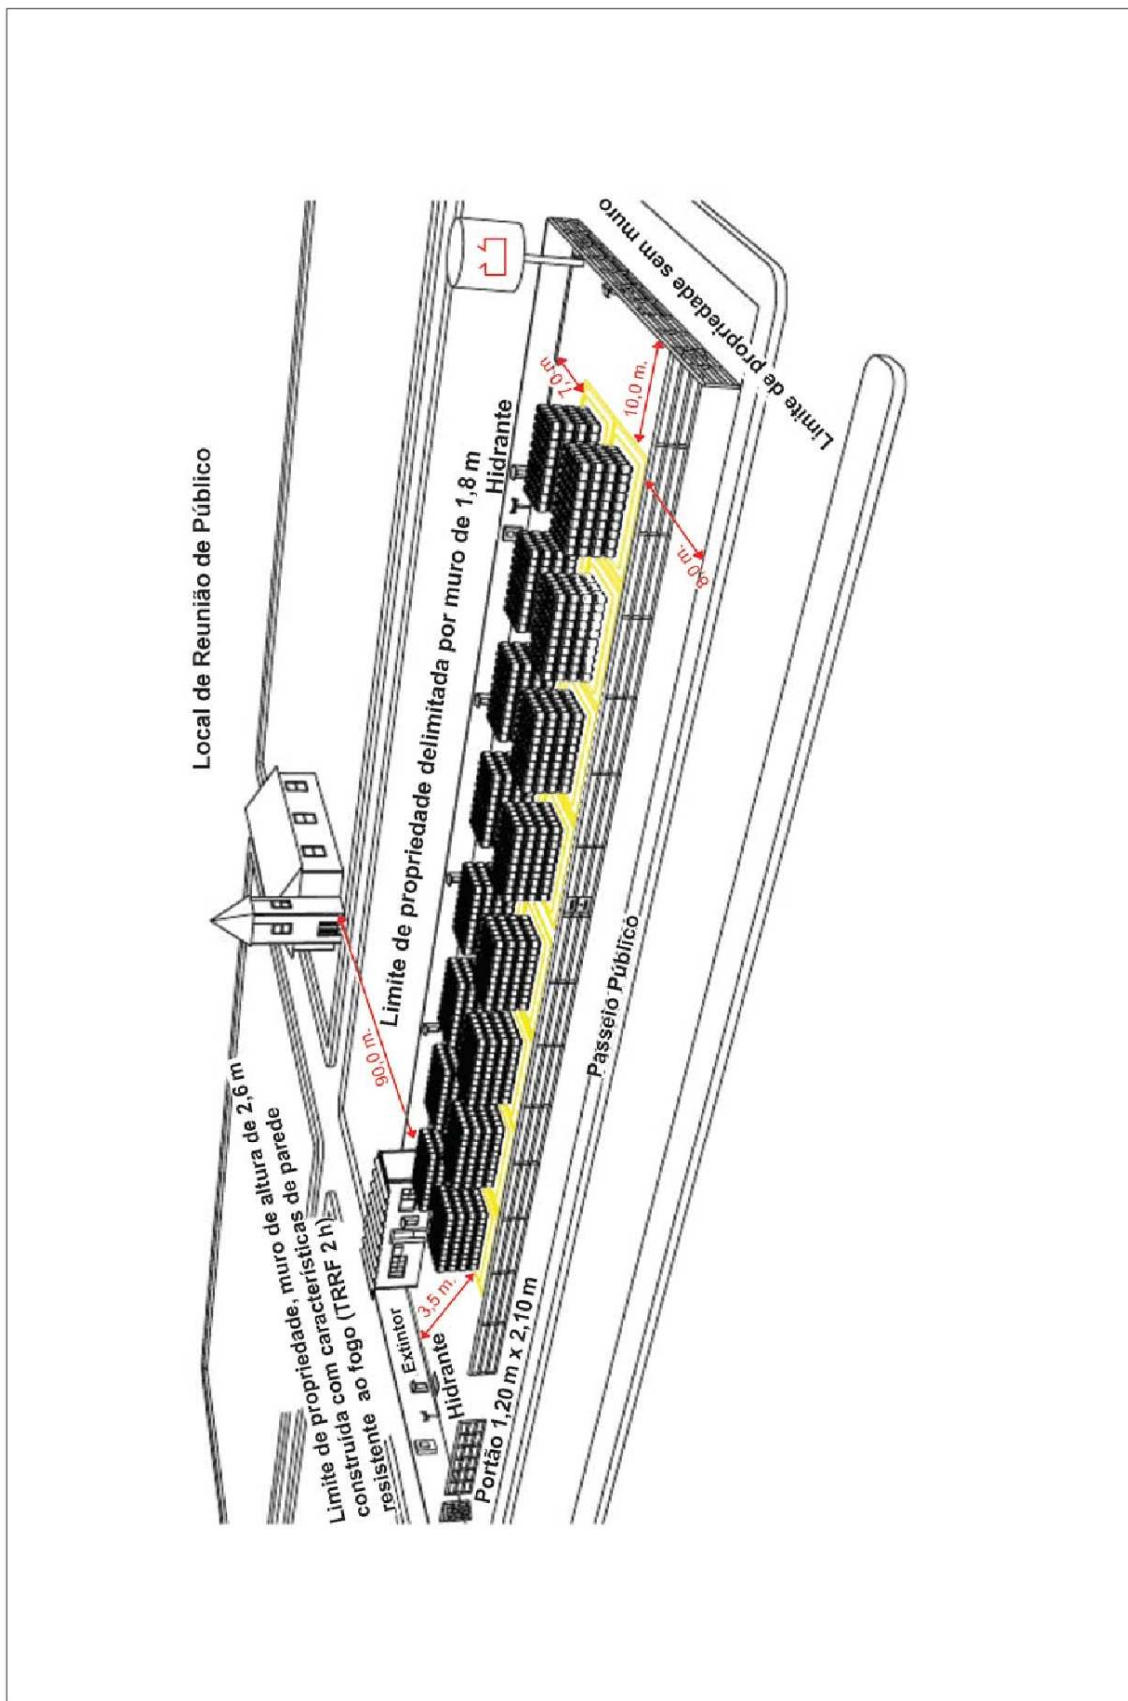 Local de Reunião de Público
Limite de propriedade, muro de altura de 2,6 m
construída com características de parede
resistente ao fogo (TRRF 2 h)
90,0 m.
Limite de propriedade delimitada por muro de 1,8 m
Hidrante
7,0 m
10,0 m.
Limite de propriedade sem muro
8,0 m.
3,5 m.
Extintor
Hidrante
Portão 1,20 m x 2,10 m
Passeio Público